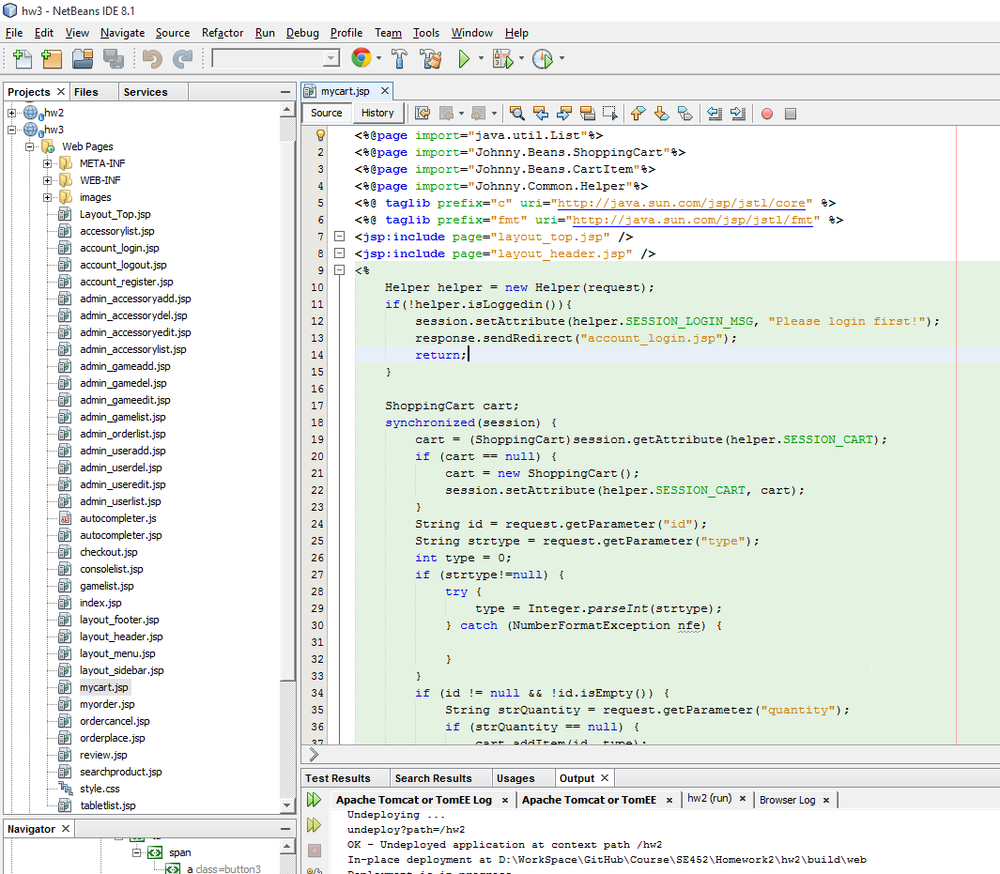 hw3 - NetBeans IDE 8.1
File Edit View Navigate Source Refactor Run Debug Profile Team Tools Window Help
Projects Files Services
hw2
hw3
Web Pages
META-INF
WEB-INF
images
Layout_Top.jsp
accessorylist.jsp
account_login.jsp
account_logout.jsp
account_register.jsp
admin_accessoryadd.jsp
admin_accessorydel.jsp
admin_accessoryedit.jsp
admin_accessorylist.jsp
admin_gameadd.jsp
admin_gamedel.jsp
admin_gameedit.jsp
admin_gamelist.jsp
admin_orderlist.jsp
admin_useradd.jsp
admin_userdel.jsp
admin_useredit.jsp
admin_userlist.jsp
autocompleter.js
autocompleter.jsp
checkout.jsp
consolelist.jsp
gamelist.jsp
index.jsp
layout_footer.jsp
layout_header.jsp
layout_menu.jsp
layout_sidebar.jsp
mycart.jsp
myorder.jsp
ordercancel.jsp
orderplace.jsp
review.jsp
searchproduct.jsp
style.css
tabletlist.jsp
Navigator
span
a class=button3
mycart.jsp
Source History
<%@page import="java.util.List"%>
2 <%@page import="Johnny.Beans.ShoppingCart"%>
3 <%@page import="Johnny.Beans.CartItem"%>
4 <%@page import="Johnny.Common.Helper"%>
5 <%@ taglib prefix="c" uri="http://java.sun.com/jsp/jstl/core" %>
6 <%@ taglib prefix="fmt" uri="http://java.sun.com/jsp/jstl/fmt" %>
7 <jsp:include page="layout_top.jsp" />
8 <jsp:include page="layout_header.jsp" />
9 <%
10 Helper helper = new Helper(request);
11 if(!helper.isLoggedin()){
12 session.setAttribute(helper.SESSION_LOGIN_MSG, "Please login first!");
13 response.sendRedirect("account_login.jsp");
14 return;
15 }
16
17 ShoppingCart cart;
18 synchronized(session) {
19 cart = (ShoppingCart)session.getAttribute(helper.SESSION_CART);
20 if (cart == null) {
21 cart = new ShoppingCart();
22 session.setAttribute(helper.SESSION_CART, cart);
23 }
24 String id = request.getParameter("id");
25 String strtype = request.getParameter("type");
26 int type = 0;
27 if (strtype!=null) {
28 try {
29 type = Integer.parseInt(strtype);
30 } catch (NumberFormatException nfe) {
31
32 }
33 }
34 if (id != null && !id.isEmpty()) {
35 String strQuantity = request.getParameter("quantity");
36 if (strQuantity == null) {
37 cart.addItem(id, type);
Test Results Search Results Usages Output
Apache Tomcat or TomEE Log Apache Tomcat or TomEE hw2 (run) Browser Log
Undeploying ...
undeploy?path=/hw2
OK - Undeployed application at context path /hw2
In-place deployment at D:\WorkSpace\GitHub\Course\SE452\Homework2\hw2\build\web
Deployment is in progress